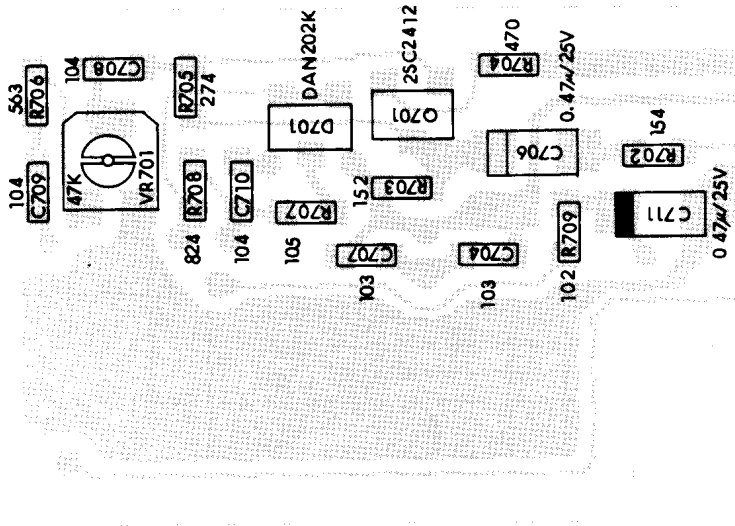 563
R706
104
C708
R705
274
DAN202K
D701
2SC2412
Q701
470
R704
0.47µ/25V
C706
154
R702
104
C709
47K
VR701
R708
824
C710
104
R707
105
152
R703
C707
103
C704
103
R709
102
C711
0 47µ/25V